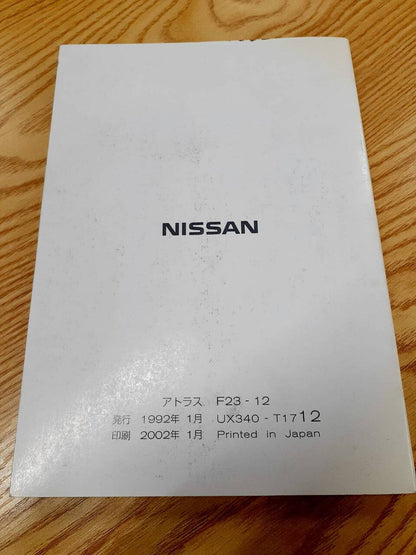 NISSAN
アトラス F23 - 12
発行 1992年 1月 UX340 - T1712
印刷 2002年 1月 Printed in Japan